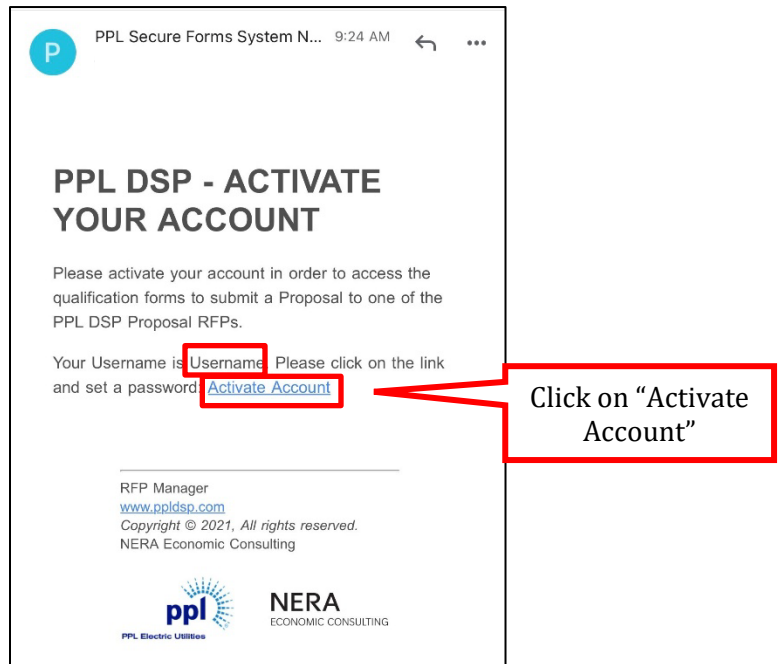 P
PPL Secure Forms System N... 9:24 AM
PPL DSP - ACTIVATE
YOUR ACCOUNT
Please activate your account in order to access the
qualification forms to submit a Proposal to one of the
PPL DSP Proposal RFPs.
Your Username is Username. Please click on the link
and set a password: Activate Account
Click on “Activate
Account”
RFP Manager
www.ppldsp.com
Copyright © 2021, All rights reserved.
NERA Economic Consulting
ppl
PPL Electric Utilities
NERA
ECONOMIC CONSULTING